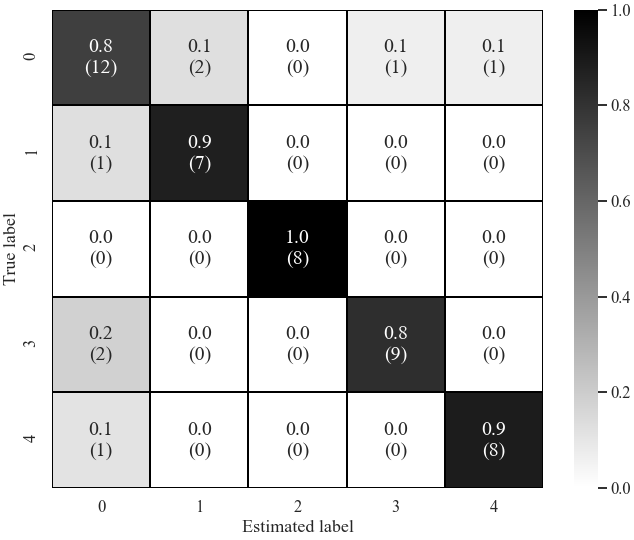 0.8 0.1 0.0 0.1 0.1
(12) (2) (0) (1) (1)
0.1 0.9 0.0 0.0 0.0
(1) (7) (0) (0) (0)
0.0 0.0 1.0 0.0 0.0
(0) (0) (8) (0) (0)
0.2 0.0 0.0 0.8 0.0
(2) (0) (0) (9) (0)
0.1 0.0 0.0 0.0 0.9
(1) (0) (0) (0) (8)
0
1
2
3
4
True label
0 1 2 3 4
Estimated label
1.0
0.8
0.6
0.4
0.2
0.0